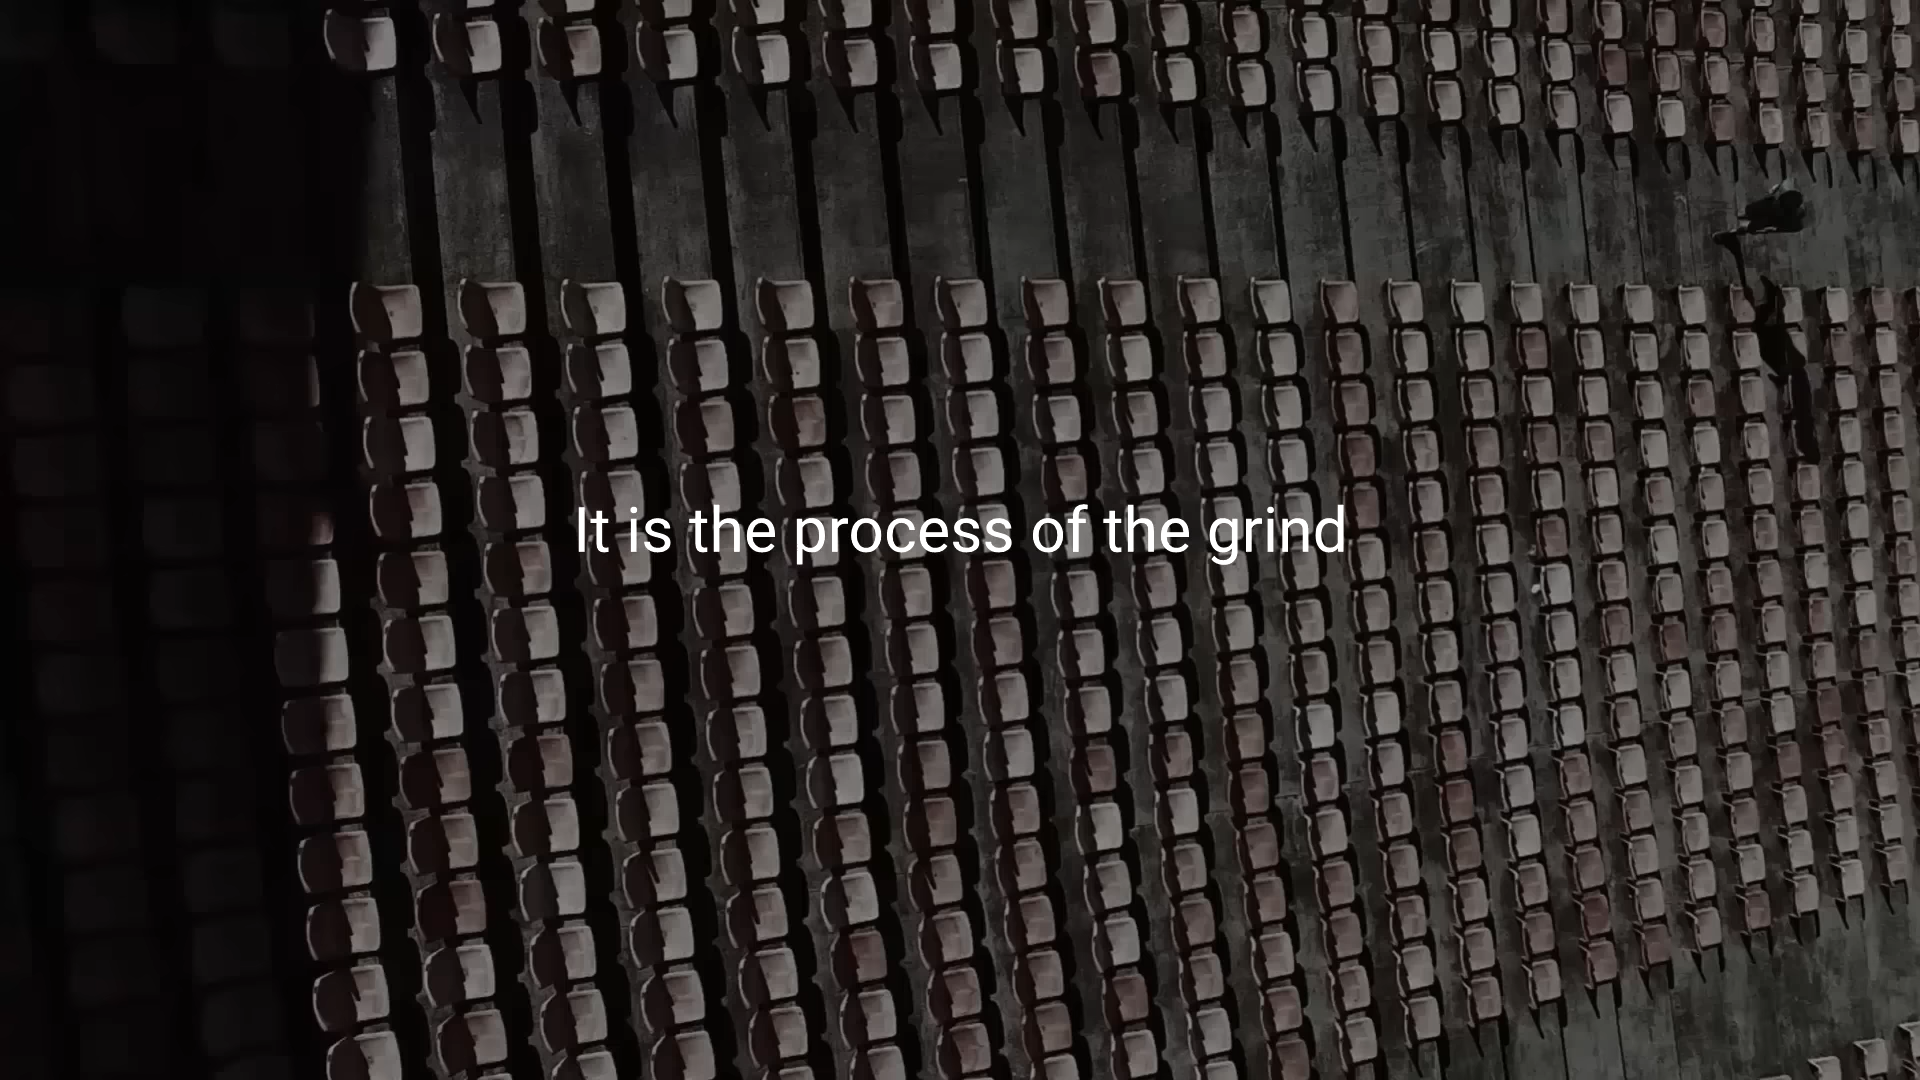 It is the process of the grind